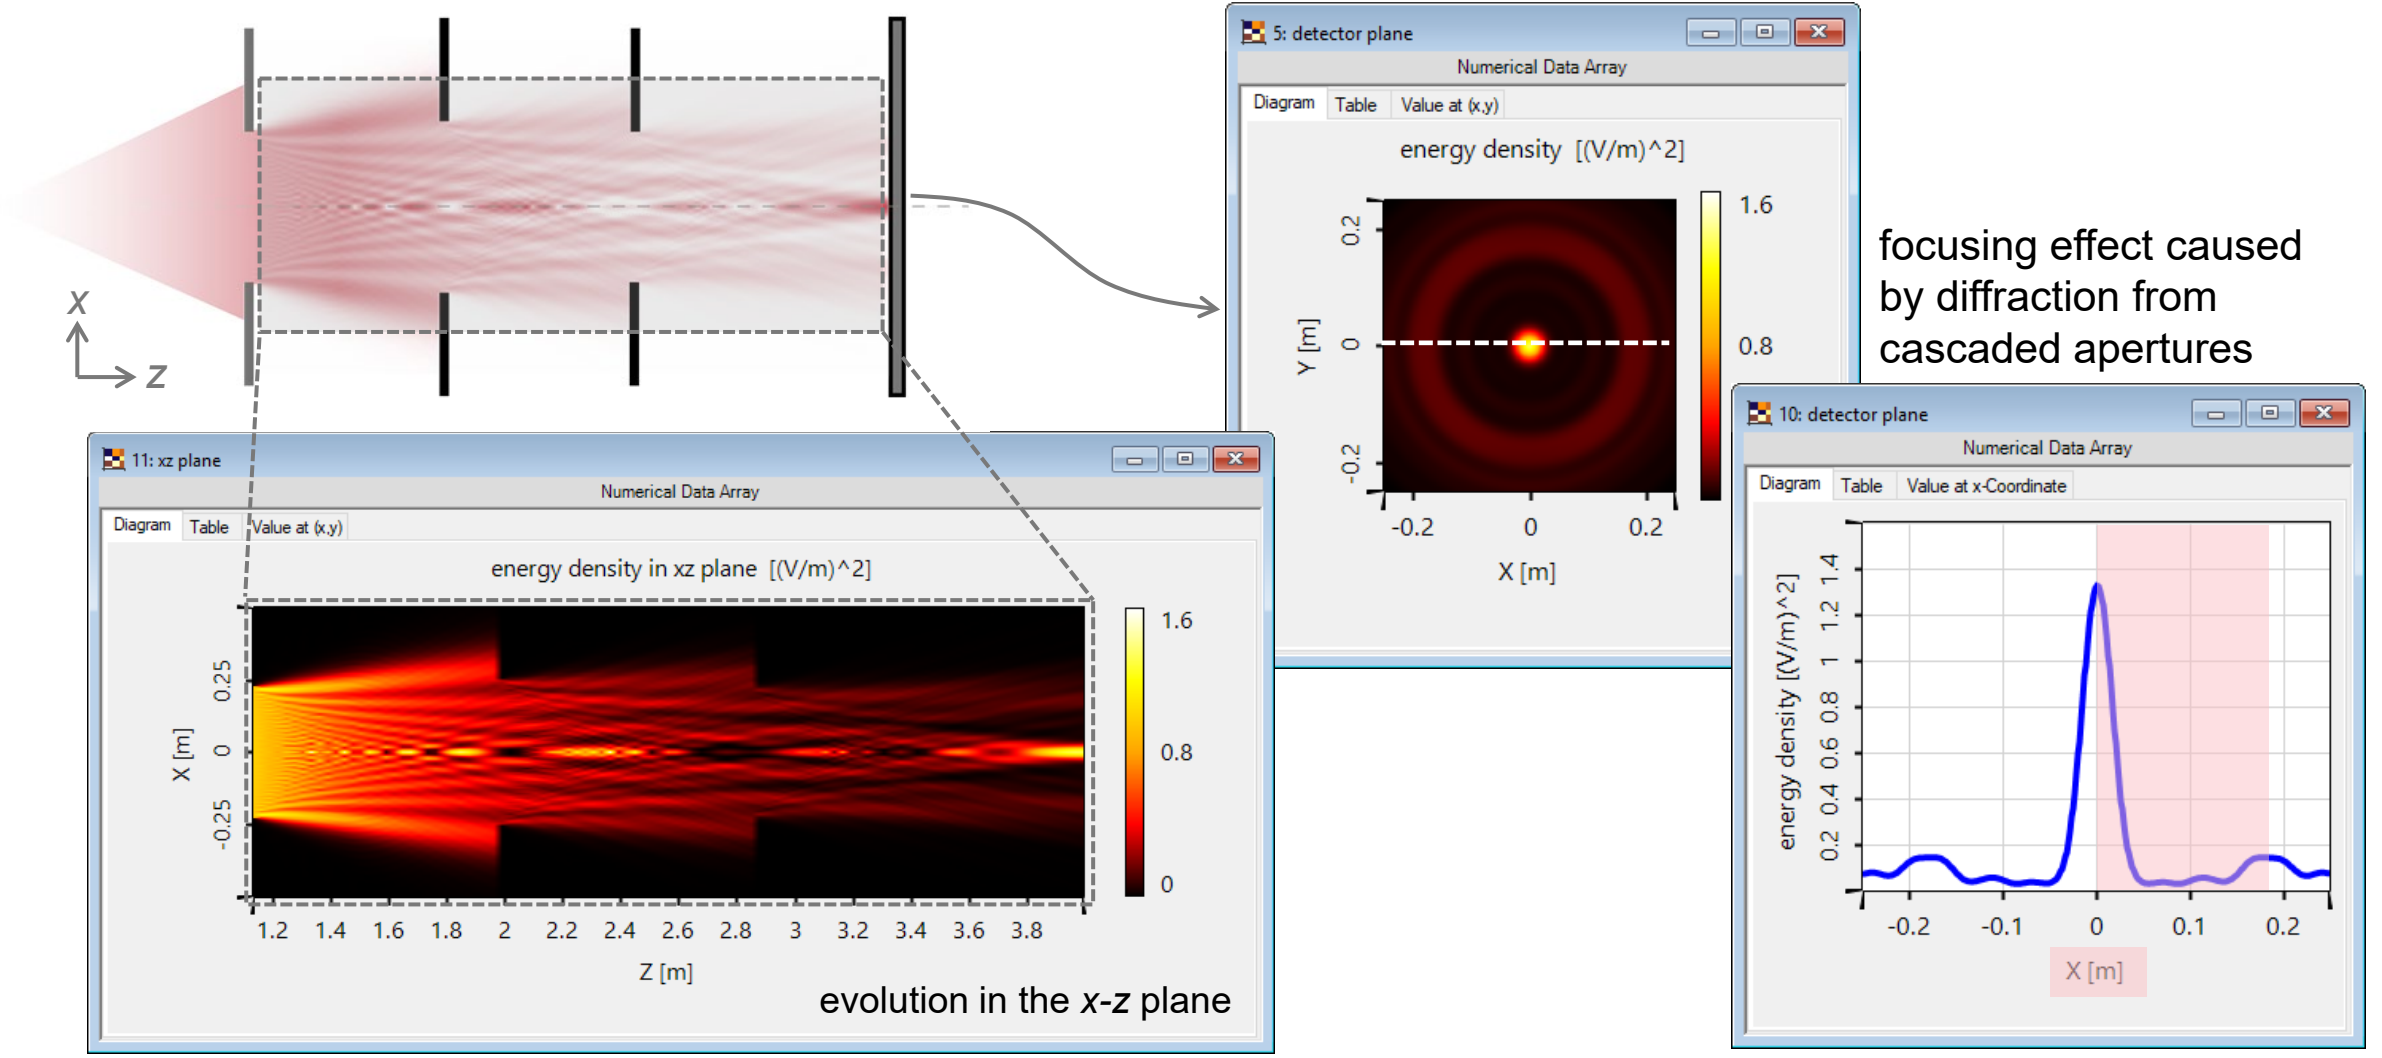 x
z
5: detector plane
Numerical Data Array
Diagram Table Value at (x,y)
energy density [(V/m)^2]
1.6
0.8
0.2
0
-0.2
Y [m]
-0.2 0 0.2
X [m]
focusing effect caused
by diffraction from
cascaded apertures
11: xz plane
Numerical Data Array
Diagram Table Value at (x,y)
energy density in xz plane [(V/m)^2]
1.6
0.8
0
0.25
0
-0.25
X [m]
1.2 1.4 1.6 1.8 2 2.2 2.4 2.6 2.8 3 3.2 3.4 3.6 3.8
Z [m]
evolution in the x-z plane
10: detector plane
Numerical Data Array
Diagram Table Value at x-Coordinate
energy density [(V/m)^2]
1.4
1.2
1
0.8
0.6
0.4
0.2
-0.2 -0.1 0 0.1 0.2
X [m]